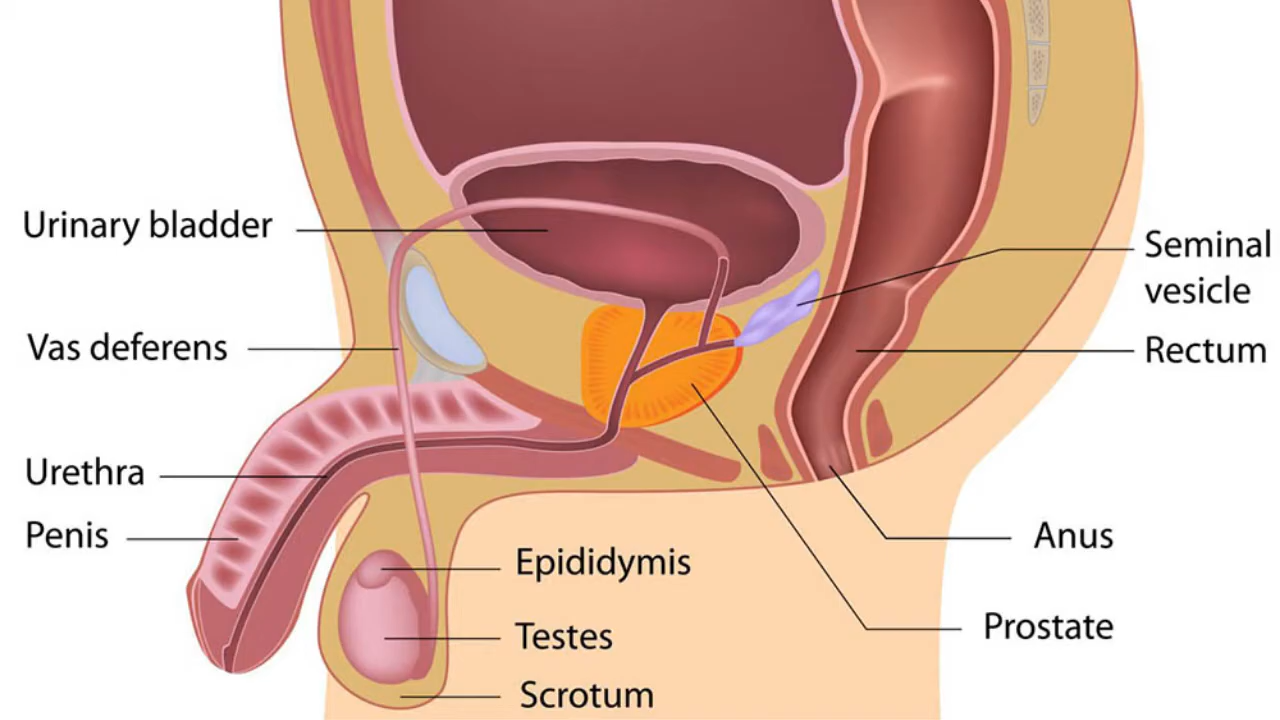 Urinary bladder
Vas deferens
Urethra
Penis
Epididymis
Testes
Scrotum
Seminal
vesicle
Rectum
Anus
Prostate